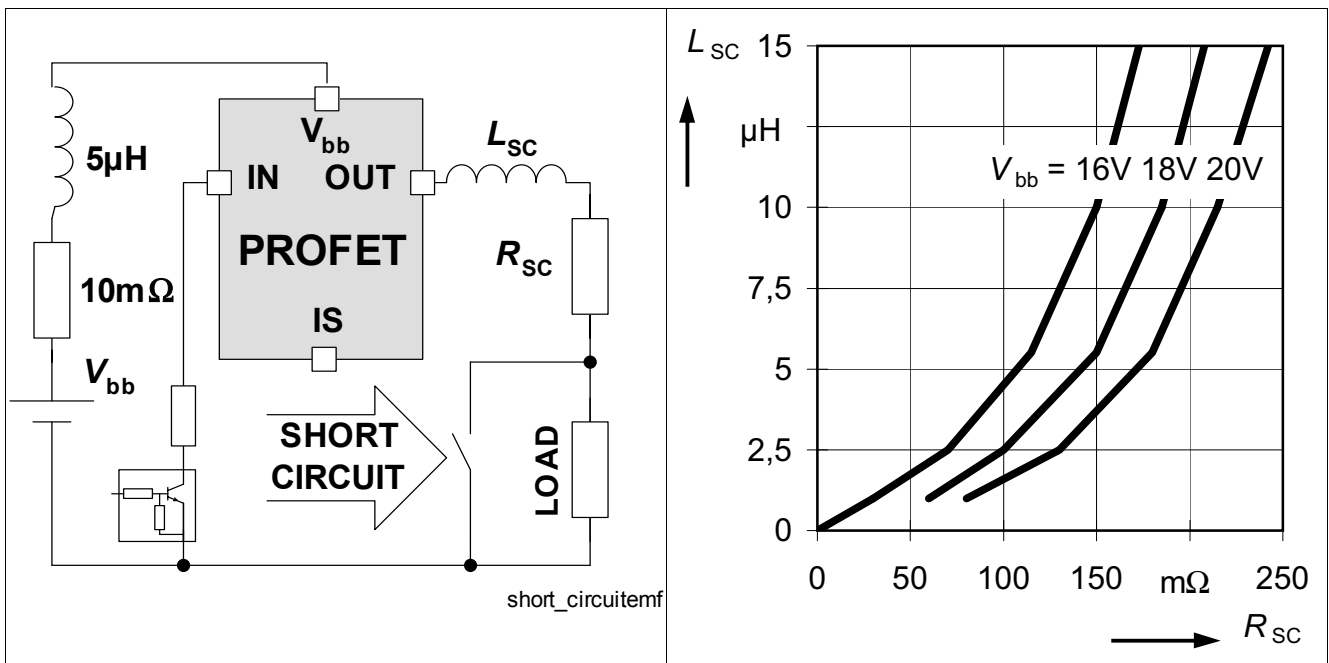 5µH
10mΩ
V bb
V bb
IN OUT
PROFET
IS
L SC
R SC
SHORT
CIRCUIT
LOAD
short_circuitemf
L SC
15
µH
10
7,5
5
2,5
0
V bb = 16V 18V 20V
0 50 100 150 mΩ 250
R SC